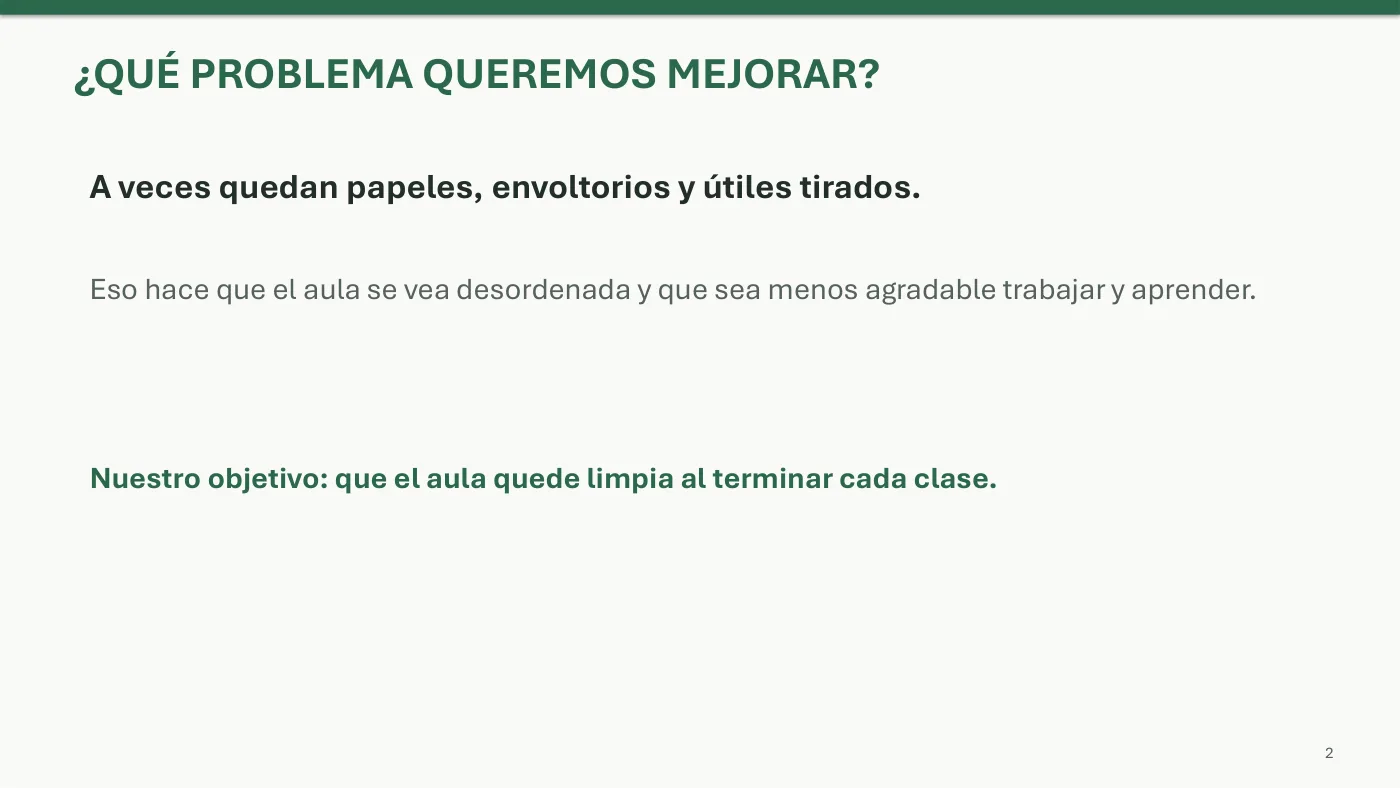 ¿QUÉ PROBLEMA QUEREMOS MEJORAR?
A veces quedan papeles, envoltorios y útiles tirados.
Eso hace que el aula se vea desordenada y que sea menos agradable trabajar y aprender.
Nuestro objetivo: que el aula quede limpia al terminar cada clase.
2